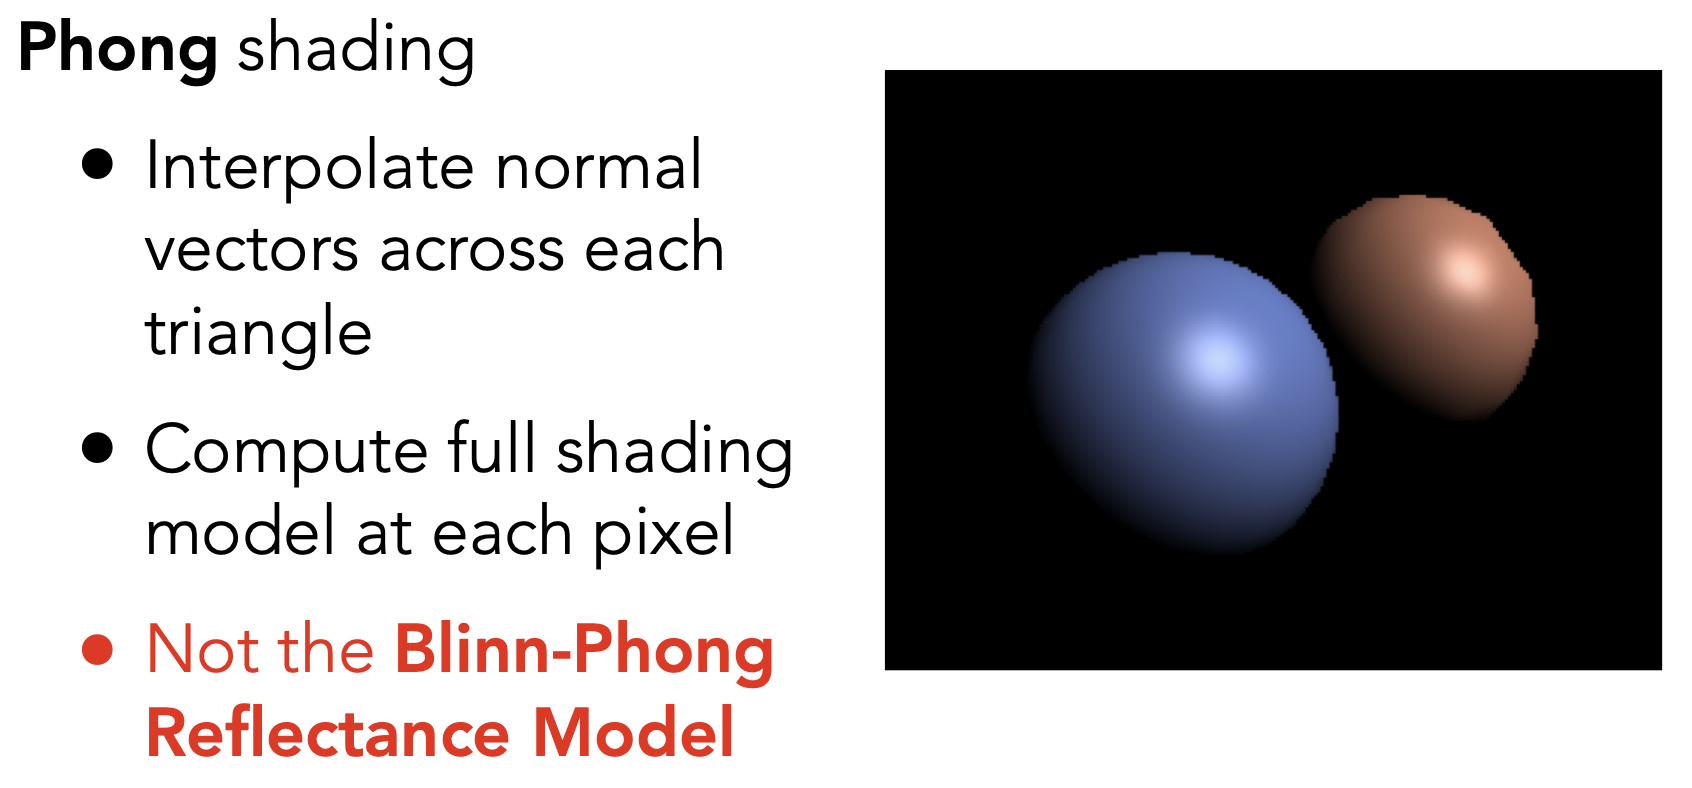 Phong shading
• Interpolate normal
vectors across each
triangle
• Compute full shading
model at each pixel
• Not the Blinn-Phong
Reflectance Model